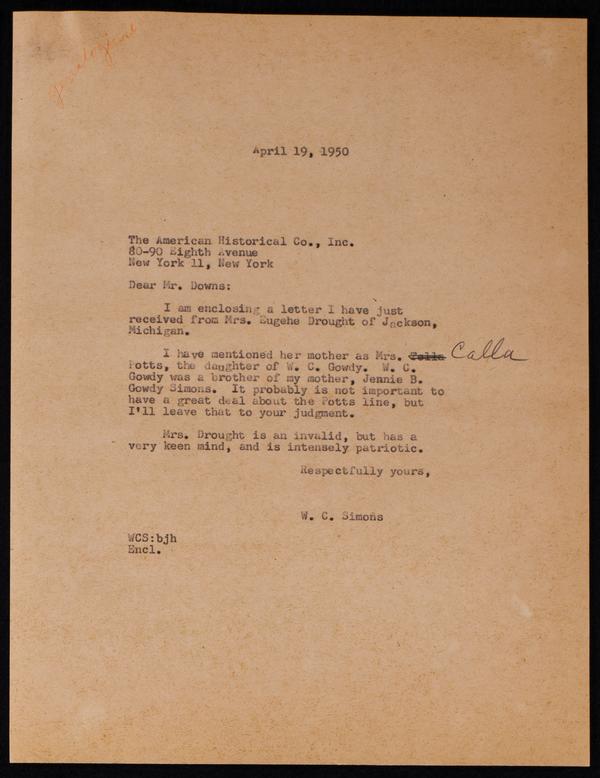 Genealogical
April 19, 1950
The American Historical Co., Inc.
80-90 Eighth Avenue
New York 11, New York
Dear Mr. Downs:
I am enclosing a letter I have just
received from Mrs. Eugehe Drought of Jackson,
Michigan.
I have mentioned her mother as Mrs. Calla
Potts, the daughter of W. C. Gowdy. W. C.
Gowdy was a brother of my mother, Jennie B.
Gowdy Simons. It probably is not important to
have a great deal about the Potts line, but
I'll leave that to your judgment.
Mrs. Drought is an invalid, but has a
very keen mind, and is intensely patriotic.
Respectfully yours,
W. C. Simons
WCS:bjh
Encl.